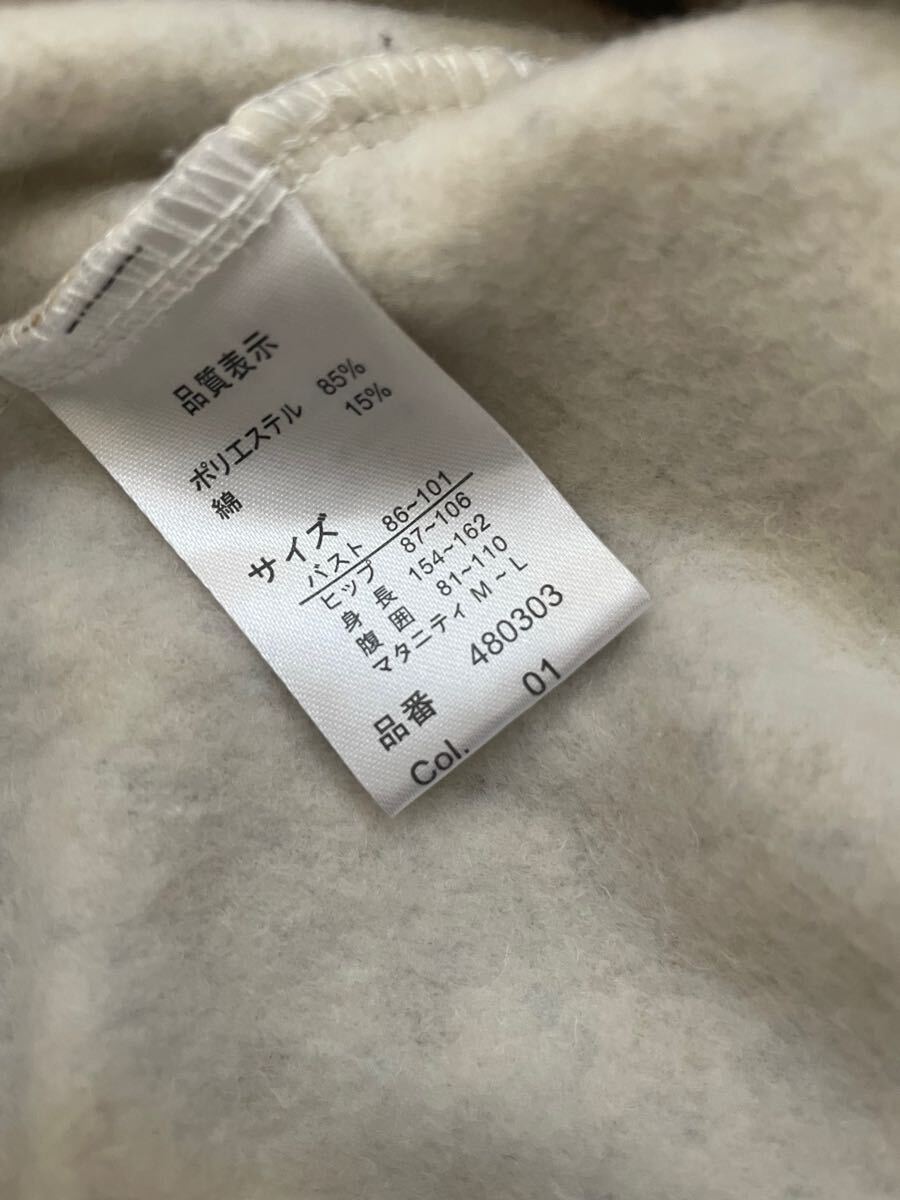 品質表示
ポリエステル 85%
綿 15%
サイズ
バスト 86~101
ヒップ 87~106
身長 154~162
腹囲 81~110
マタニティ M~L
品番 480303
Col. 01